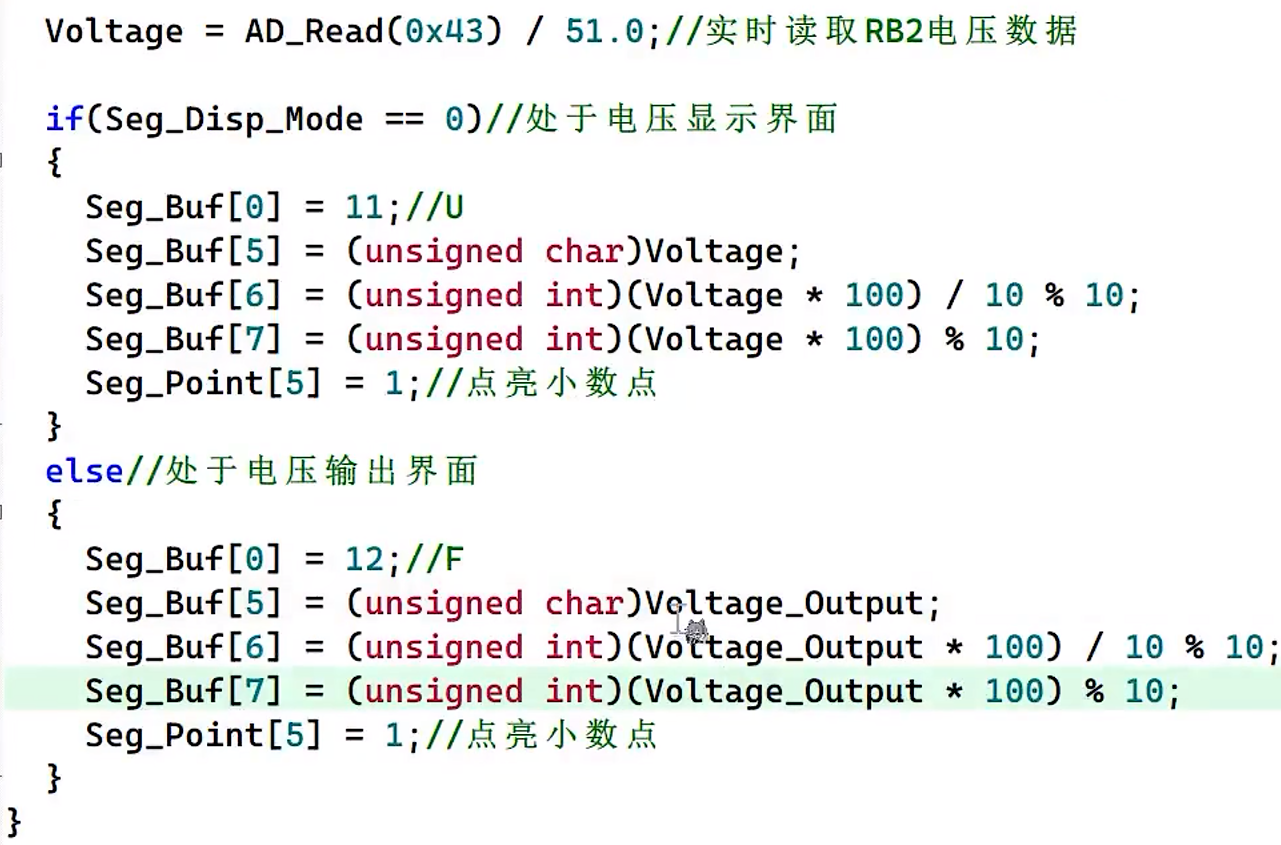 Voltage = AD_Read(0x43) / 51.0;//实时读取RB2电压数据
if(Seg_Disp_Mode == 0)//处于电压显示界面
{
Seg_Buf[0] = 11;//U
Seg_Buf[5] = (unsigned char)Voltage;
Seg_Buf[6] = (unsigned int)(Voltage * 100) / 10 % 10;
Seg_Buf[7] = (unsigned int)(Voltage * 100) % 10;
Seg_Point[5] = 1;//点亮小数点
}
else//处于电压输出界面
{
Seg_Buf[0] = 12;//F
Seg_Buf[5] = (unsigned char)Voltage_Output;
Seg_Buf[6] = (unsigned int)(Voltage_Output * 100) / 10 % 10;
Seg_Buf[7] = (unsigned int)(Voltage_Output * 100) % 10;
Seg_Point[5] = 1;//点亮小数点
}
}